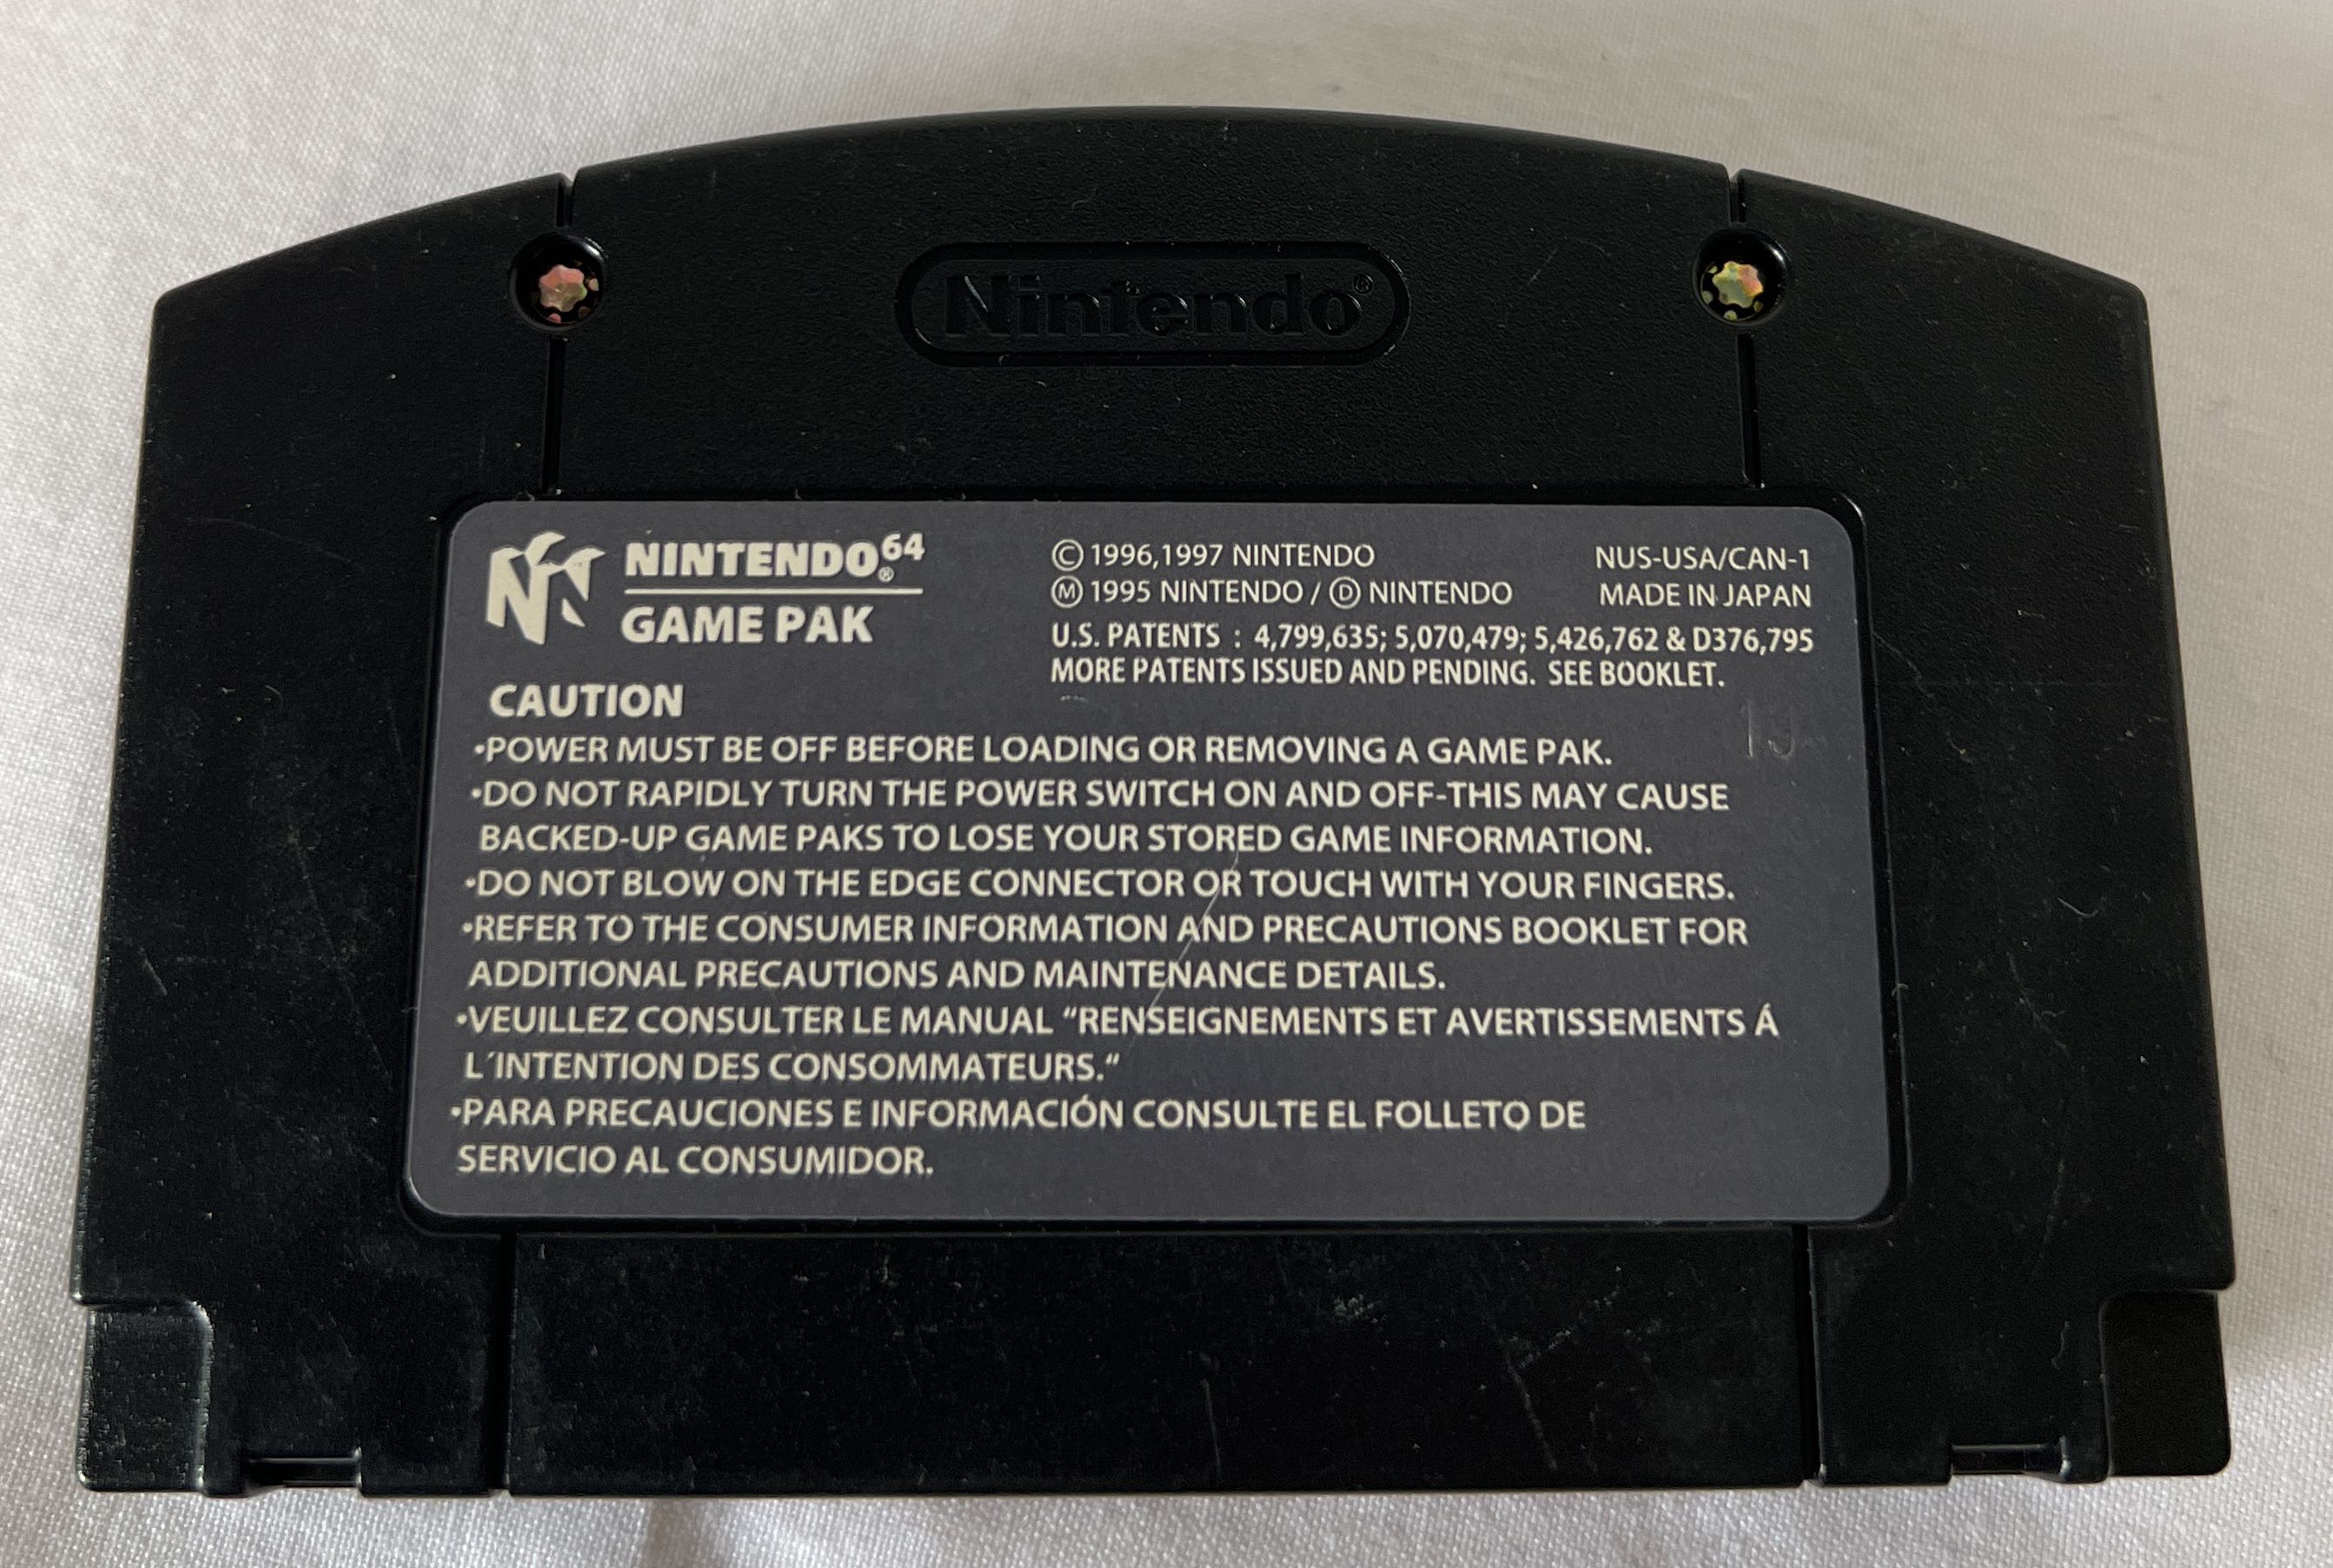 Nintendo®
NINTENDO®64
GAME PAK
© 1996,1997 NINTENDO
Ⓜ 1995 NINTENDO / Ⓓ NINTENDO
NUS-USA/CAN-1
MADE IN JAPAN
U.S. PATENTS : 4,799,635; 5,070,479; 5,426,762 & D376,795
MORE PATENTS ISSUED AND PENDING. SEE BOOKLET.
CAUTION
•POWER MUST BE OFF BEFORE LOADING OR REMOVING A GAME PAK.
•DO NOT RAPIDLY TURN THE POWER SWITCH ON AND OFF-THIS MAY CAUSE
BACKED-UP GAME PAKS TO LOSE YOUR STORED GAME INFORMATION.
•DO NOT BLOW ON THE EDGE CONNECTOR OR TOUCH WITH YOUR FINGERS.
•REFER TO THE CONSUMER INFORMATION AND PRECAUTIONS BOOKLET FOR
ADDITIONAL PRECAUTIONS AND MAINTENANCE DETAILS.
•VEUILLEZ CONSULTER LE MANUAL “RENSEIGNEMENTS ET AVERTISSEMENTS Á
L´INTENTION DES CONSOMMATEURS.“
•PARA PRECAUCIONES E INFORMACIÓN CONSULTE EL FOLLETO DE
SERVICIO AL CONSUMIDOR.